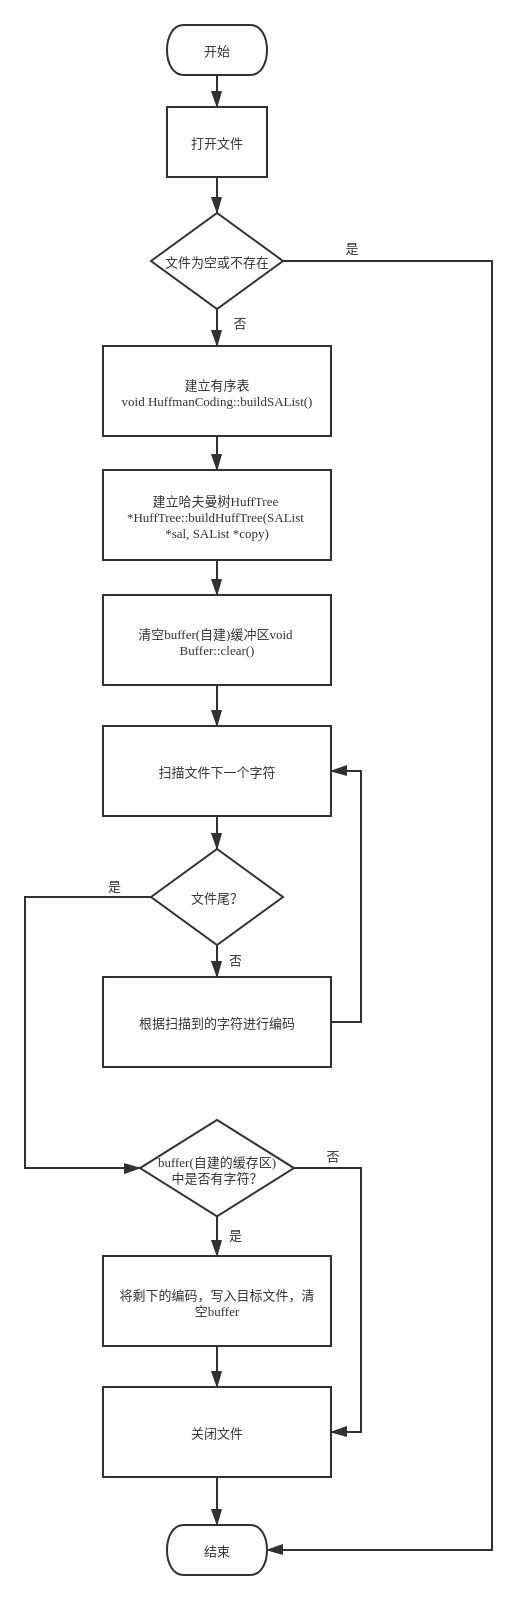 开始
打开文件
文件为空或不存在
是
否
建立有序表
void HuffmanCoding::buildSAList()
建立哈夫曼树HuffTree
*HuffTree::buildHuffTree(SAList
*sal, SAList *copy)
清空buffer(自建)缓冲区void
Buffer::clear()
扫描文件下一个字符
是
文件尾?
否
根据扫描到的字符进行编码
否
buffer(自建的缓存区)
中是否有字符?
是
将剩下的编码，写入目标文件，清
空buffer
关闭文件
结束